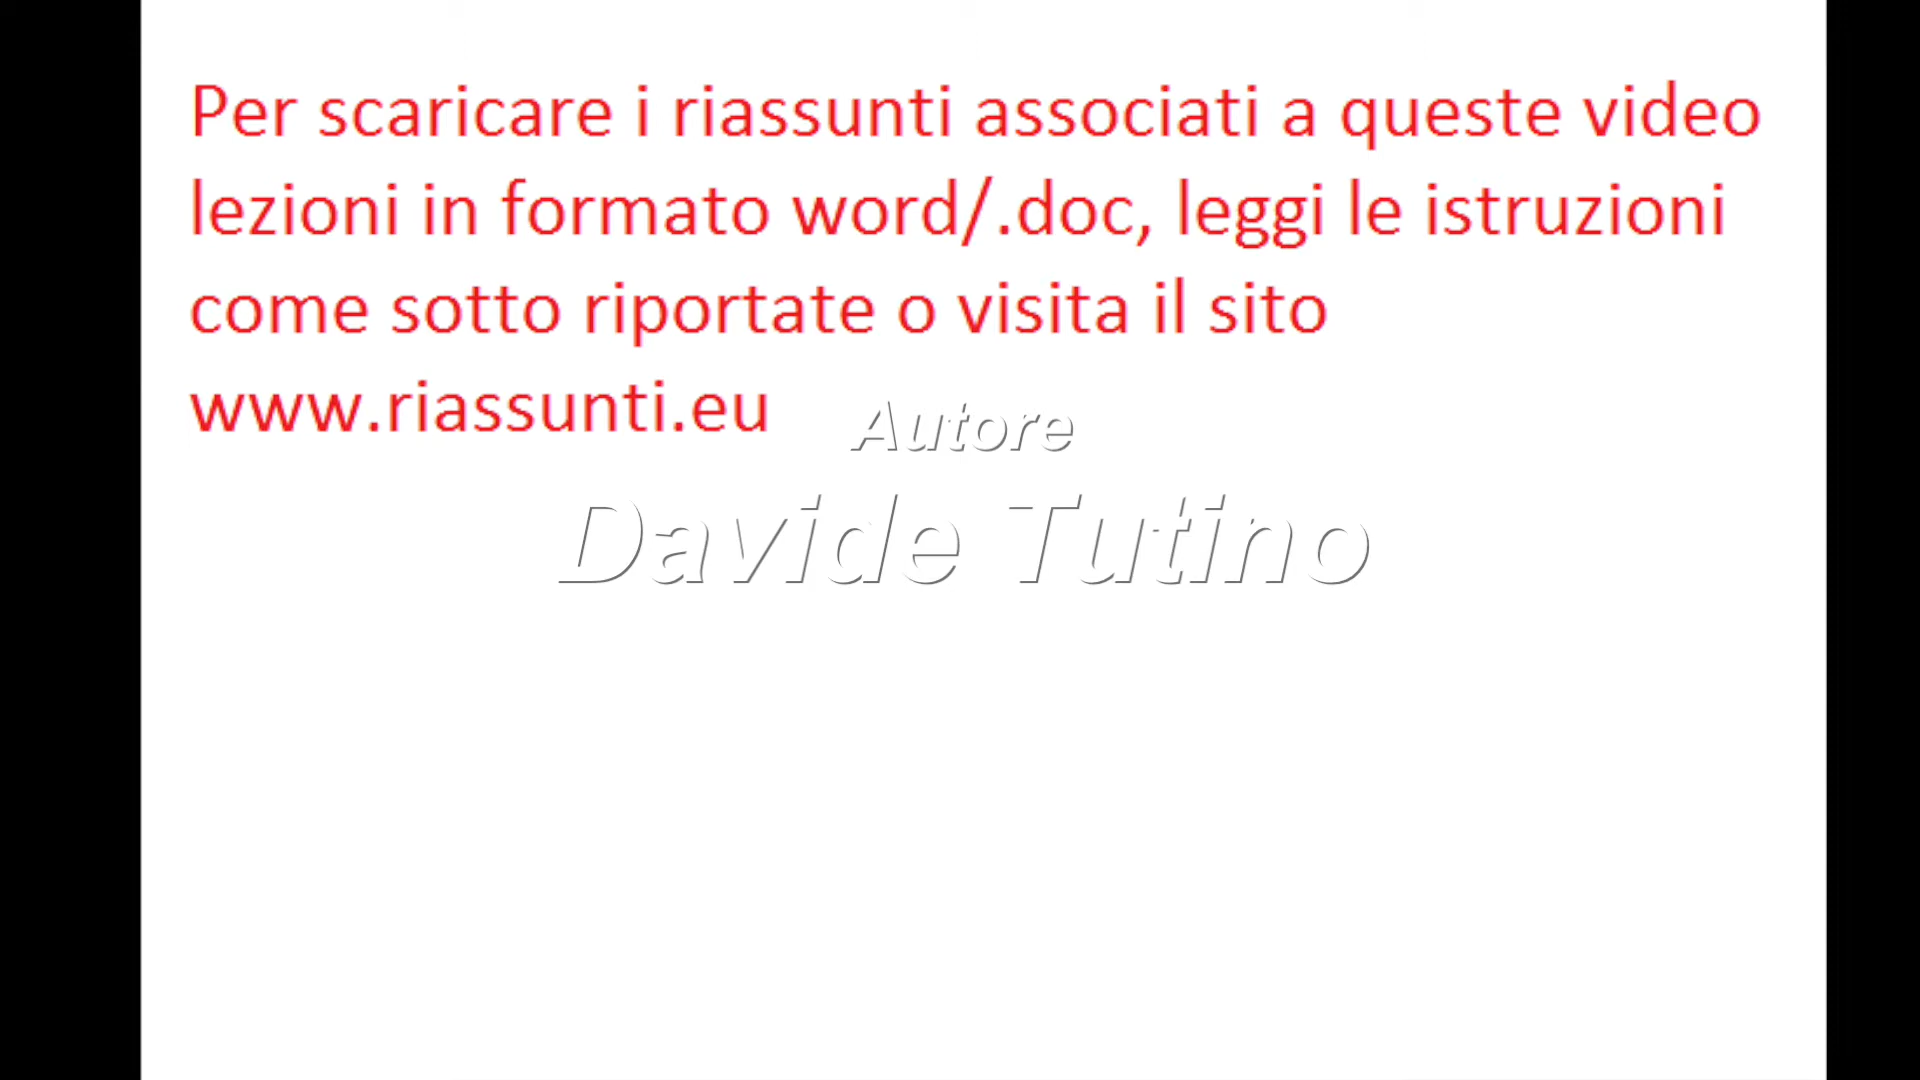 Per scaricare i riassunti associati a queste video
lezioni in formato word/.doc, leggi le istruzioni
come sotto riportate o visita il sito
www.riassunti.eu
Autore
Davide Tutino